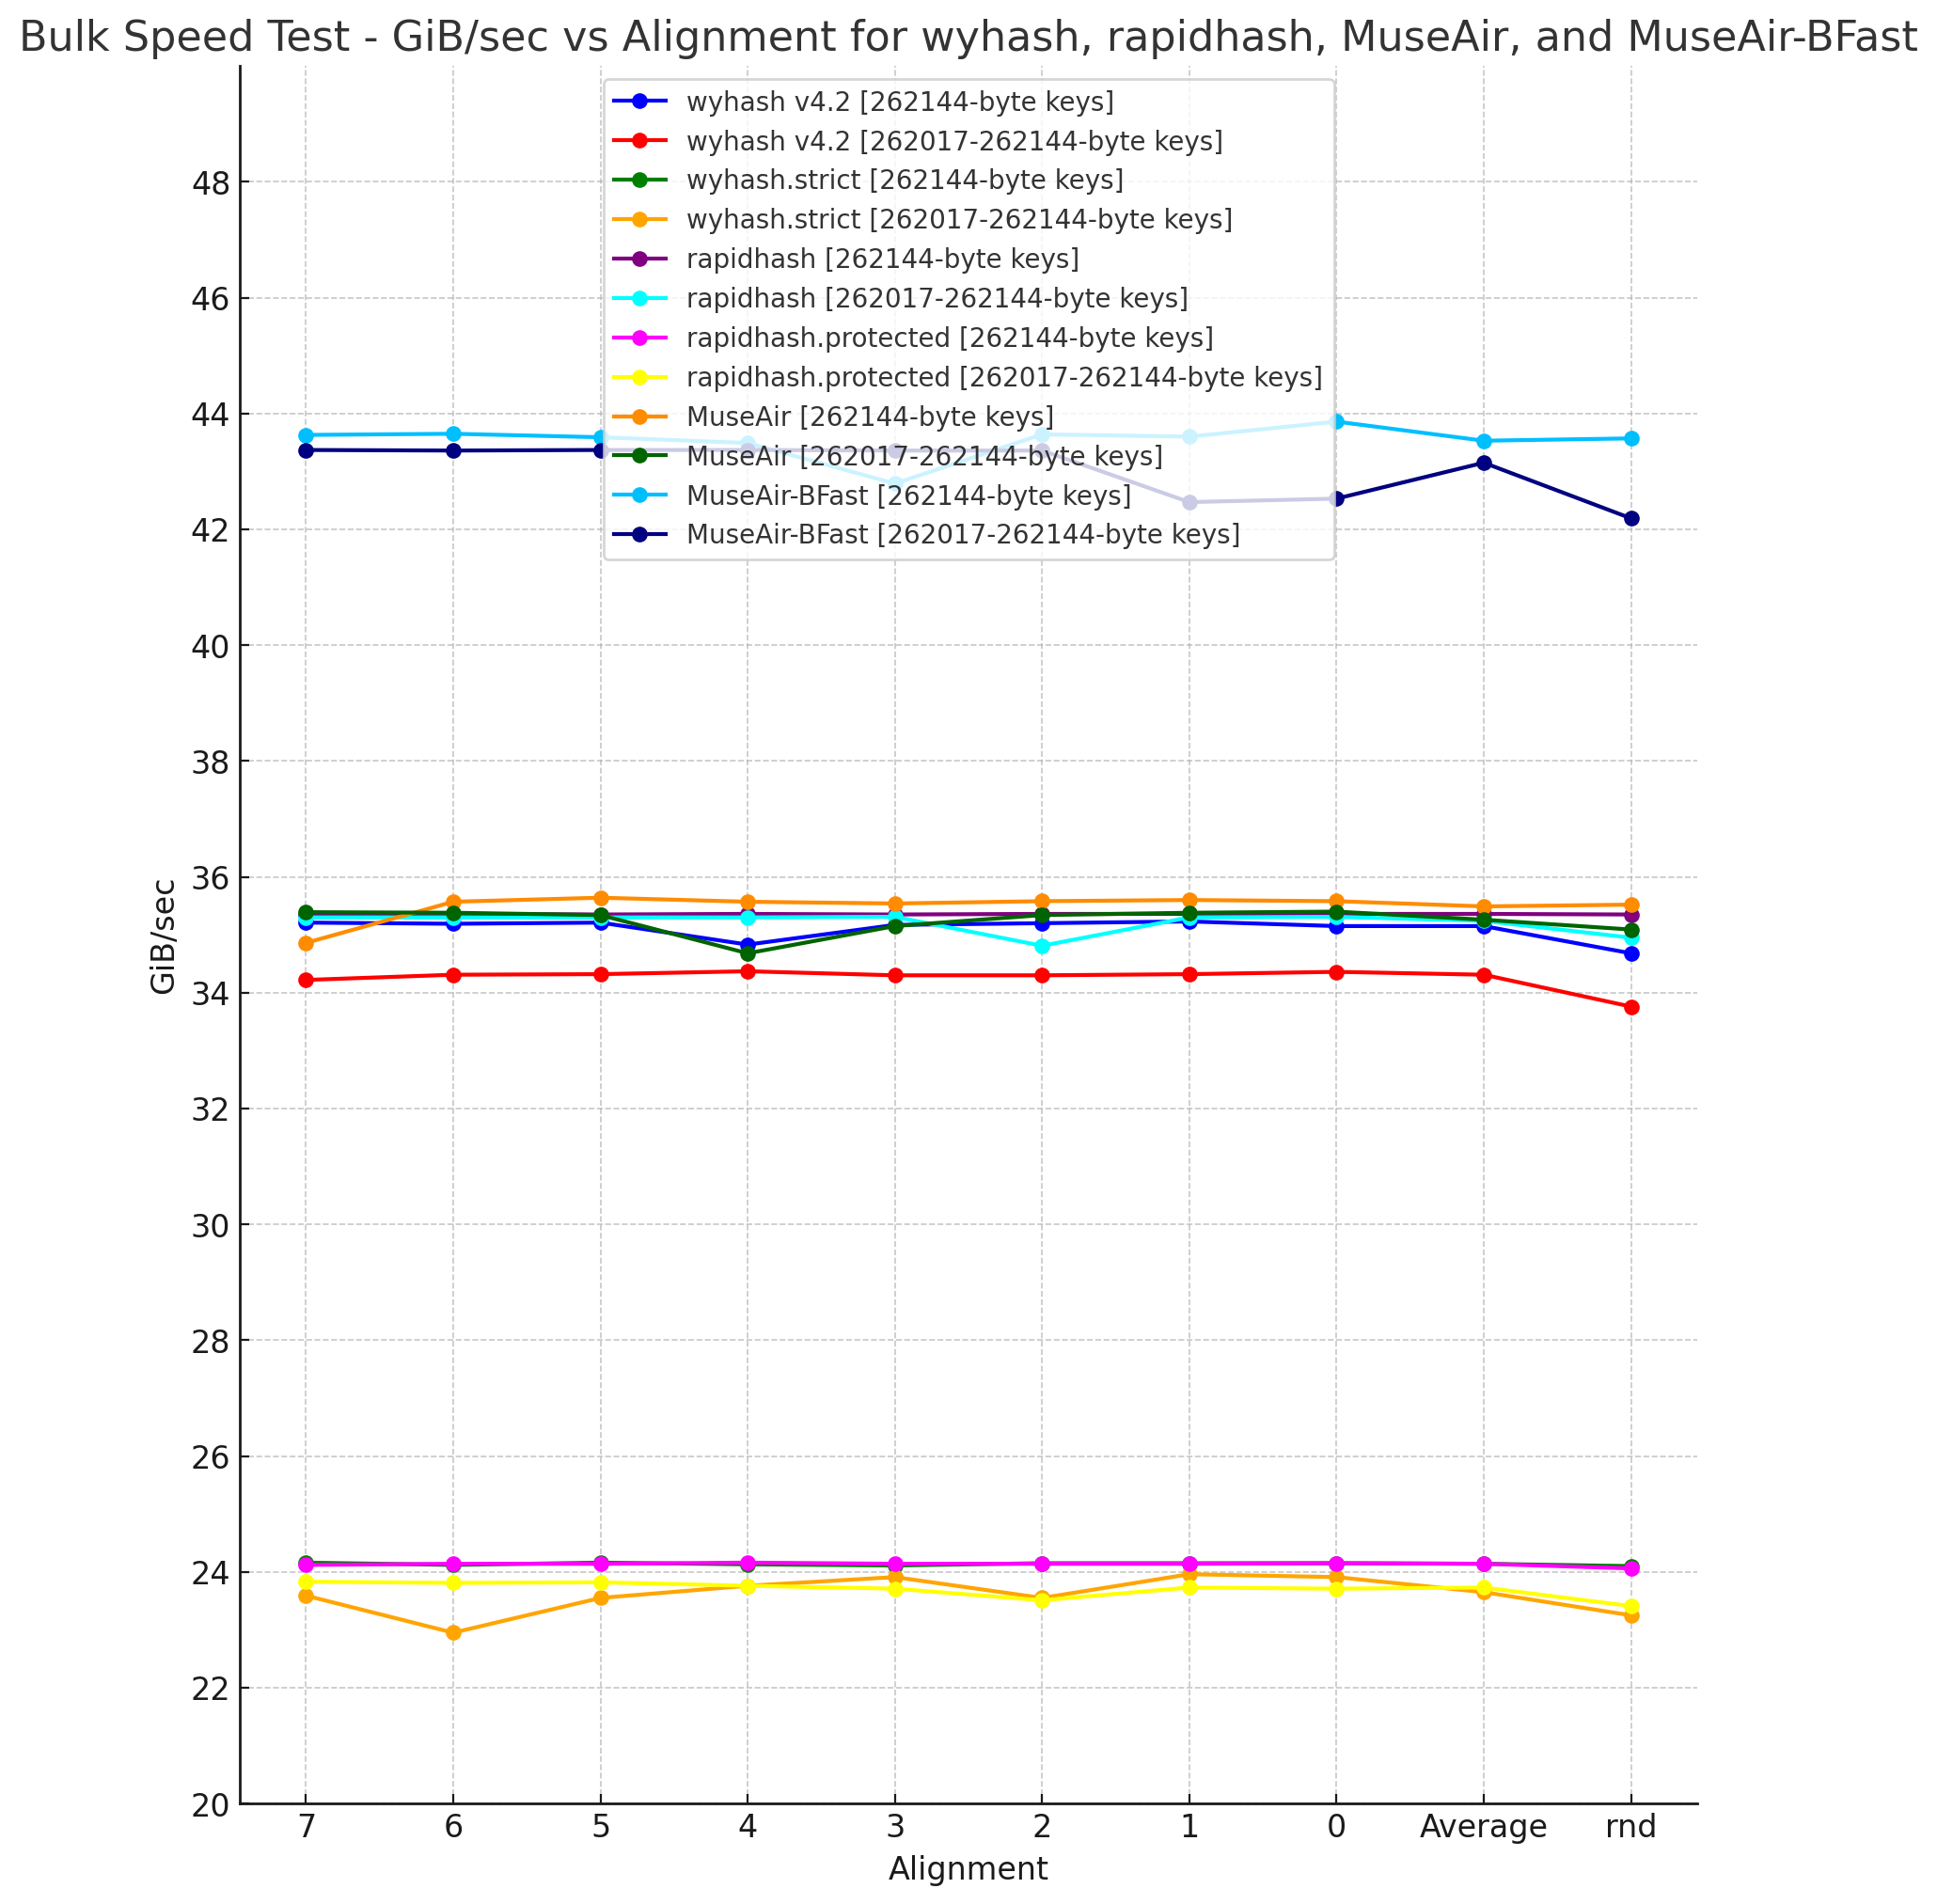 Bulk Speed Test - GiB/sec vs Alignment for wyhash, rapidhash, MuseAir, and MuseAir-BFast
wyhash v4.2 [262144-byte keys]
wyhash v4.2 [262017-262144-byte keys]
wyhash.strict [262144-byte keys]
wyhash.strict [262017-262144-byte keys]
rapidhash [262144-byte keys]
rapidhash [262017-262144-byte keys]
rapidhash.protected [262144-byte keys]
rapidhash.protected [262017-262144-byte keys]
MuseAir [262144-byte keys]
MuseAir [262017-262144-byte keys]
MuseAir-BFast [262144-byte keys]
MuseAir-BFast [262017-262144-byte keys]
48
46
44
42
40
38
36
34
32
30
28
26
24
22
20
GiB/sec
7 6 5 4 3 2 1 0 Average rnd
Alignment